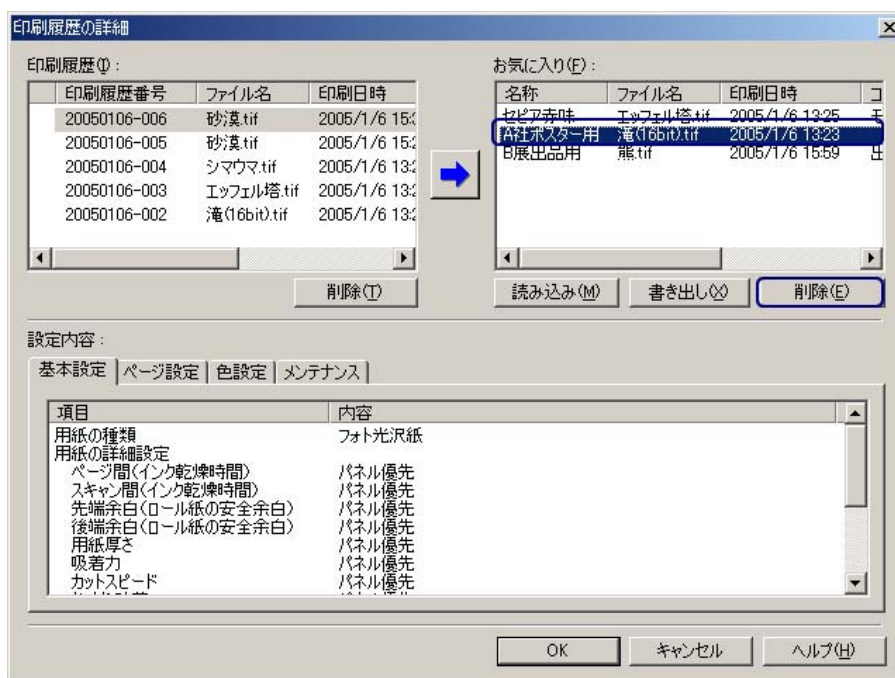 印刷履歴の詳細
印刷履歴(I):
印刷履歴番号 ファイル名 印刷日時
20050106-006 砂漠.tif 2005/1/6 15:
20050106-005 砂漠.tif 2005/1/6 15:
20050106-004 シマウマ.tif 2005/1/6 13:
20050106-003 エッフェル塔.tif 2005/1/6 13:
20050106-002 滝(16bit).tif 2005/1/6 13:
削除(T)
お気に入り(F):
名称 ファイル名 印刷日時 コ
セピア赤味 エッフェル塔.tif 2005/1/6 13:25 モ
A社ポスター用 滝(16bit).tif 2005/1/6 13:23
B展出品用 熊.tif 2005/1/6 15:59 出
読み込み(M) 書き出し(X) 削除(E)
設定内容:
基本設定 ページ設定 色設定 メンテナンス
項目 内容
用紙の種類 フォト光沢紙
用紙の詳細設定
ページ間(インク乾燥時間) パネル優先
スキャン間(インク乾燥時間) パネル優先
先端余白(ロール紙の安全余白) パネル優先
後端余白(ロール紙の安全余白) パネル優先
用紙厚さ パネル優先
吸着力 パネル優先
カットスピード パネル優先
OK キャンセル ヘルプ(H)